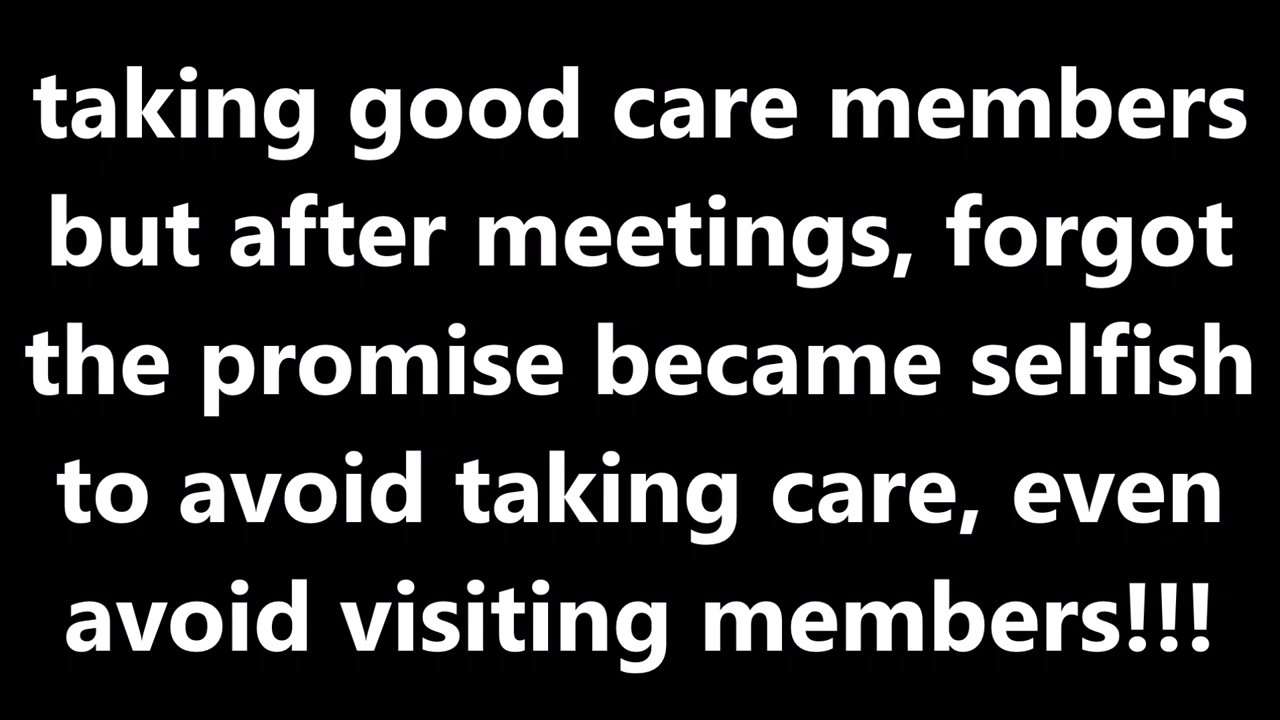 taking good care members
but after meetings, forgot
the promise became selfish
to avoid taking care, even
avoid visiting members!!!